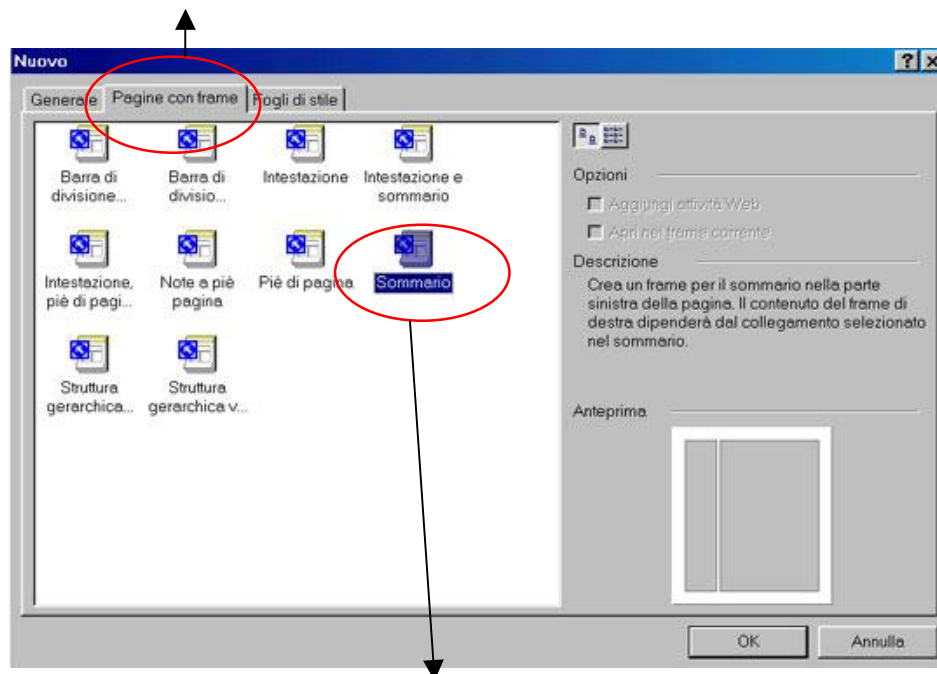 Nuovo
Generale Pagine con frame Fogli di stile
Barra di
divisione...
Barra di
divisio...
Intestazione
Intestazione e
sommario
Intestazione,
piè di pagi...
Note a piè
pagina
Piè di pagina
Sommario
Struttura
gerarchica...
Struttura
gerarchica v...
Opzioni
Aggiungi attività Web
Apri nel frame corrente
Descrizione
Crea un frame per il sommario nella parte
sinistra della pagina. Il contenuto del frame di
destra dipenderà dal collegamento selezionato
nel sommario.
Anteprima
OK Annulla